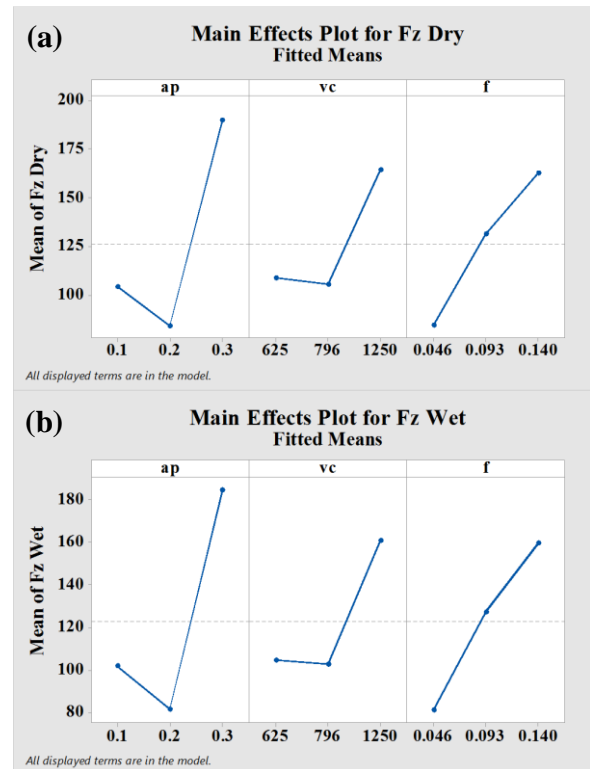 (a)
Main Effects Plot for Fz Dry
Fitted Means
ap vc f
Mean of Fz Dry
200
175
150
125
100
0.1 0.2 0.3 625 796 1250 0.046 0.093 0.140
All displayed terms are in the model.
(b)
Main Effects Plot for Fz Wet
Fitted Means
ap vc f
Mean of Fz Wet
180
160
140
120
100
80
0.1 0.2 0.3 625 796 1250 0.046 0.093 0.140
All displayed terms are in the model.